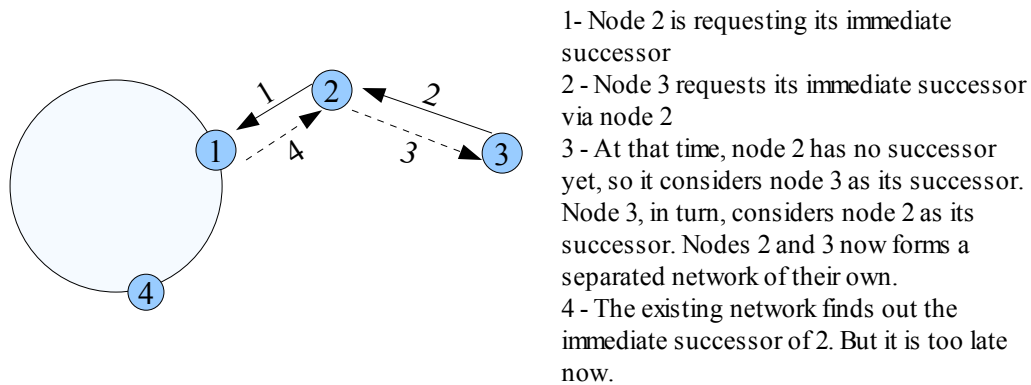 1
2
3
4
1
2
3
4
1- Node 2 is requesting its immediate
successor
2 - Node 3 requests its immediate successor
via node 2
3 - At that time, node 2 has no successor
yet, so it considers node 3 as its successor.
Node 3, in turn, considers node 2 as its
successor. Nodes 2 and 3 now forms a
separated network of their own.
4 - The existing network finds out the
immediate successor of 2. But it is too late
now.